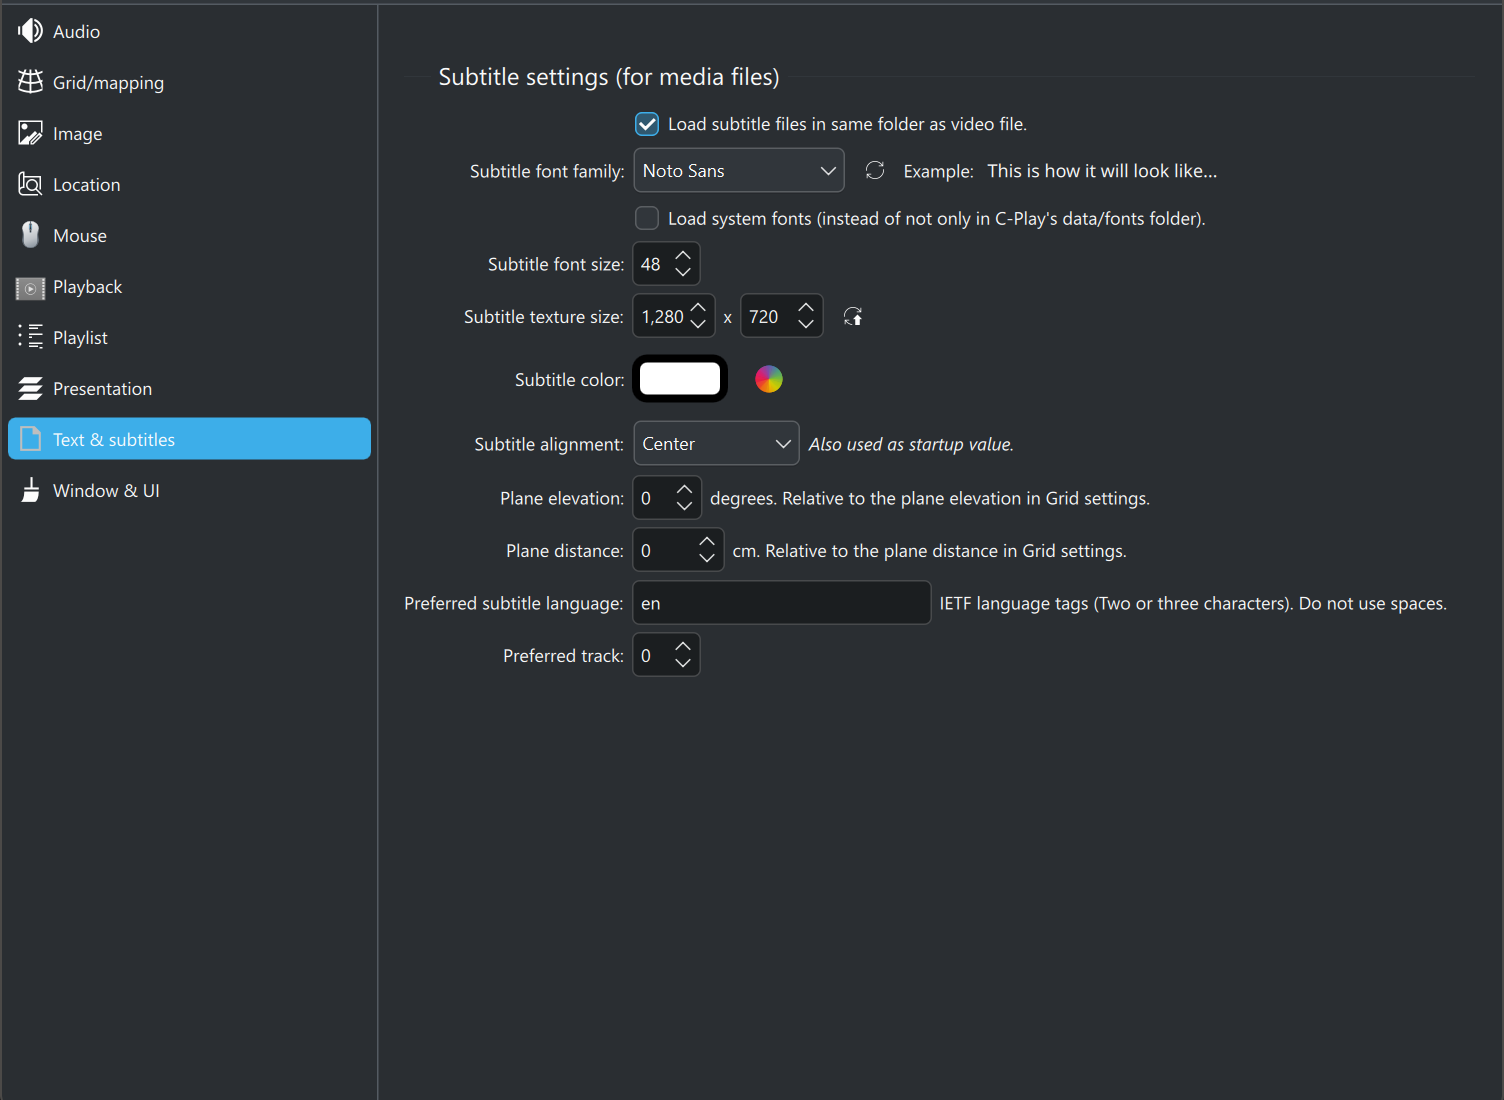 Audio
Grid/mapping
Image
Location
Mouse
Playback
Playlist
Presentation
Text & subtitles
Window & UI
Subtitle settings (for media files)
Load subtitle files in same folder as video file.
Subtitle font family: Noto Sans Example: This is how it will look like...
Load system fonts (instead of not only in C-Play's data/fonts folder).
Subtitle font size: 48
Subtitle texture size: 1,280 x 720
Subtitle color:
Subtitle alignment: Center Also used as startup value.
Plane elevation: 0 degrees. Relative to the plane elevation in Grid settings.
Plane distance: 0 cm. Relative to the plane distance in Grid settings.
Preferred subtitle language: en IETF language tags (Two or three characters). Do not use spaces.
Preferred track: 0